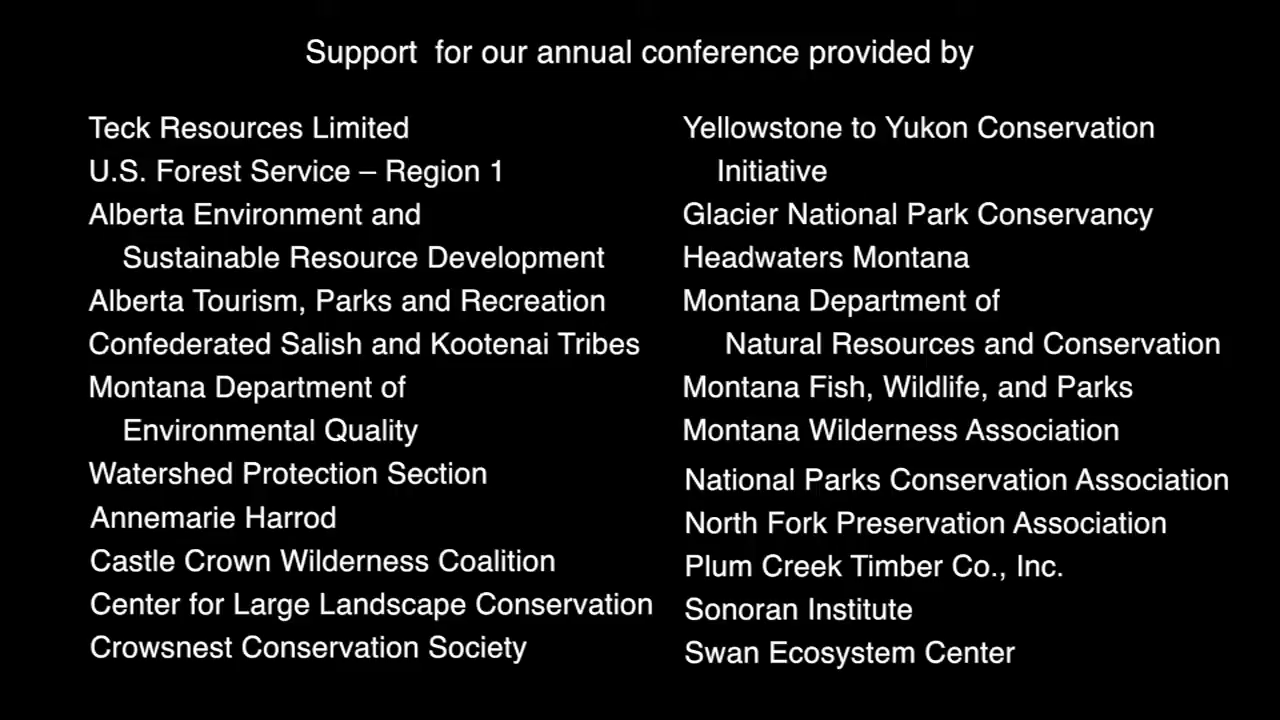 Support for our annual conference provided by
Teck Resources Limited
U.S. Forest Service – Region 1
Alberta Environment and
Sustainable Resource Development
Alberta Tourism, Parks and Recreation
Confederated Salish and Kootenai Tribes
Montana Department of
Environmental Quality
Watershed Protection Section
Annemarie Harrod
Castle Crown Wilderness Coalition
Center for Large Landscape Conservation
Crowsnest Conservation Society
Yellowstone to Yukon Conservation
Initiative
Glacier National Park Conservancy
Headwaters Montana
Montana Department of
Natural Resources and Conservation
Montana Fish, Wildlife, and Parks
Montana Wilderness Association
National Parks Conservation Association
North Fork Preservation Association
Plum Creek Timber Co., Inc.
Sonoran Institute
Swan Ecosystem Center